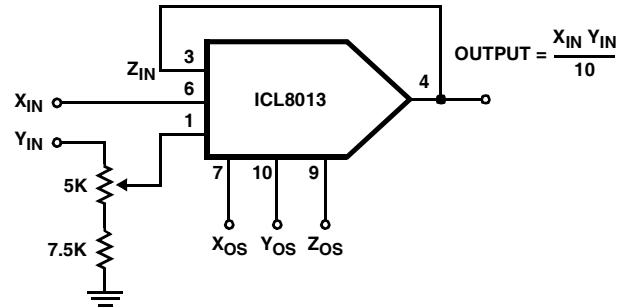 Z_IN
3
X_IN
6
Y_IN
1
5K
7.5K
ICL8013
4
OUTPUT = X_IN Y_IN / 10
7
10
9
X_OS
Y_OS
Z_OS